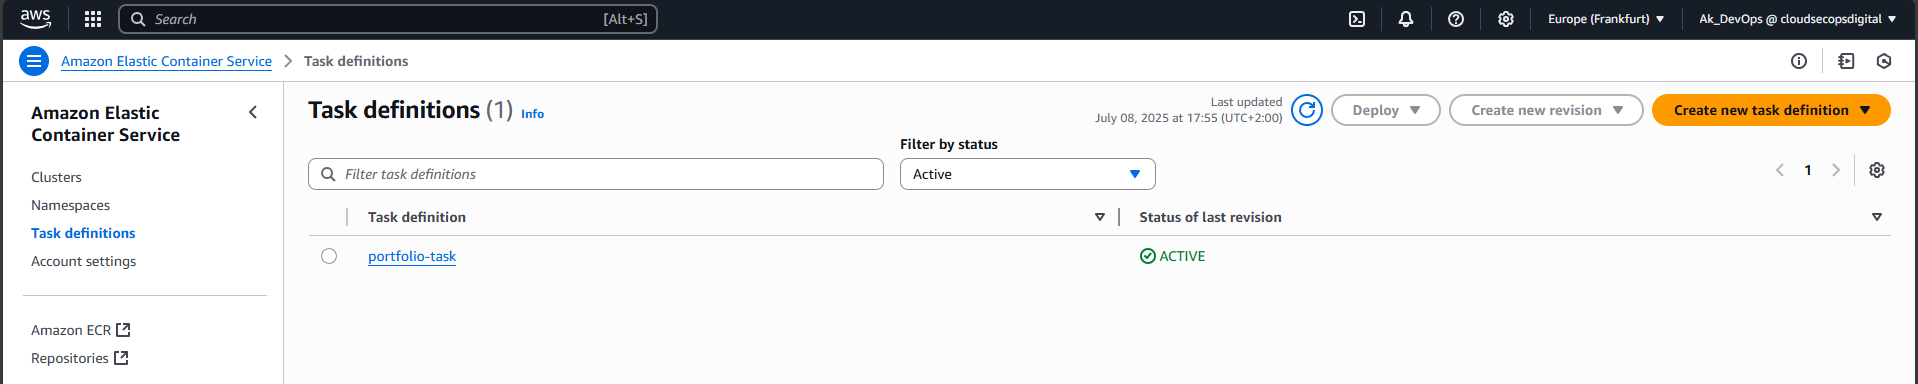 aws
Search [Alt+S]
Europe (Frankfurt)
Ak_DevOps @ cloudsecopsdigital
Amazon Elastic Container Service
Task definitions
Amazon Elastic
Container Service
Clusters
Namespaces
Task definitions
Account settings
Amazon ECR
Repositories
Task definitions (1) Info
Last updated
July 08, 2025 at 17:55 (UTC+2:00)
Deploy
Create new revision
Create new task definition
Filter by status
Filter task definitions
Active
1
Task definition
Status of last revision
portfolio-task
ACTIVE